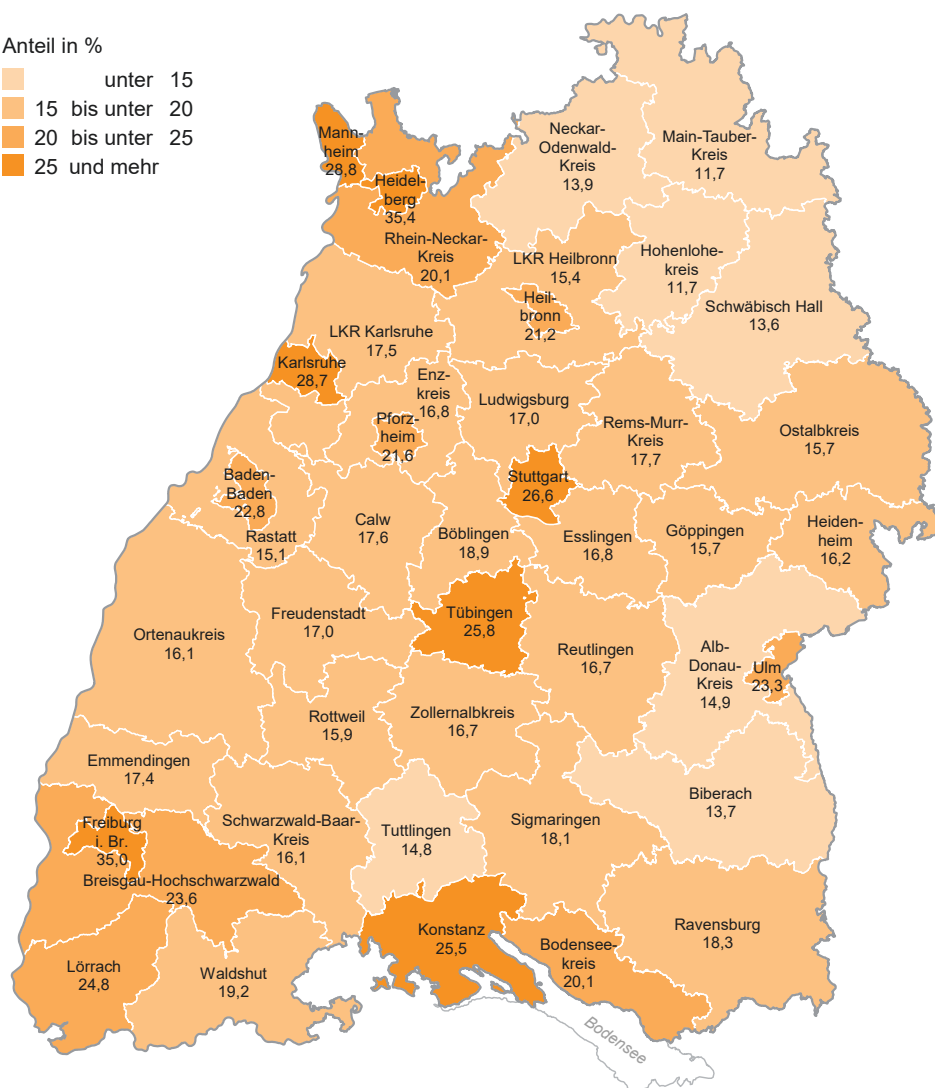 Anteil in %
unter 15
15 bis unter 20
20 bis unter 25
25 und mehr
Mann-
heim
28,8
Heidel-
berg
35,4
Rhein-Neckar-
Kreis
20,1
Neckar-
Odenwald-
Kreis
13,9
Main-Tauber-
Kreis
11,7
LKR Heilbronn
15,4
Heil-
bronn
21,2
Hohenlohe-
kreis
11,7
Schwäbisch Hall
13,6
LKR Karlsruhe
17,5
Karlsruhe
28,7
Enz-
kreis
16,8
Pforz-
heim
21,6
Ludwigsburg
17,0
Rems-Murr-
Kreis
17,7
Ostalbkreis
15,7
Baden-
Baden
22,8
Rastatt
15,1
Calw
17,6
Böblingen
18,9
Stuttgart
26,6
Esslingen
16,8
Göppingen
15,7
Heiden-
heim
16,2
Ortenaukreis
16,1
Freudenstadt
17,0
Tübingen
25,8
Reutlingen
16,7
Alb-
Donau-
Kreis
14,9
Ulm
23,3
Rottweil
15,9
Zollernalbkreis
16,7
Emmendingen
17,4
Freiburg
i. Br.
35,0
Breisgau-Hochschwarzwald
23,6
Schwarzwald-Baar-
Kreis
16,1
Tuttlingen
14,8
Sigmaringen
18,1
Biberach
13,7
Lörrach
24,8
Waldshut
19,2
Konstanz
25,5
Bodensee-
kreis
20,1
Ravensburg
18,3
Bodensee